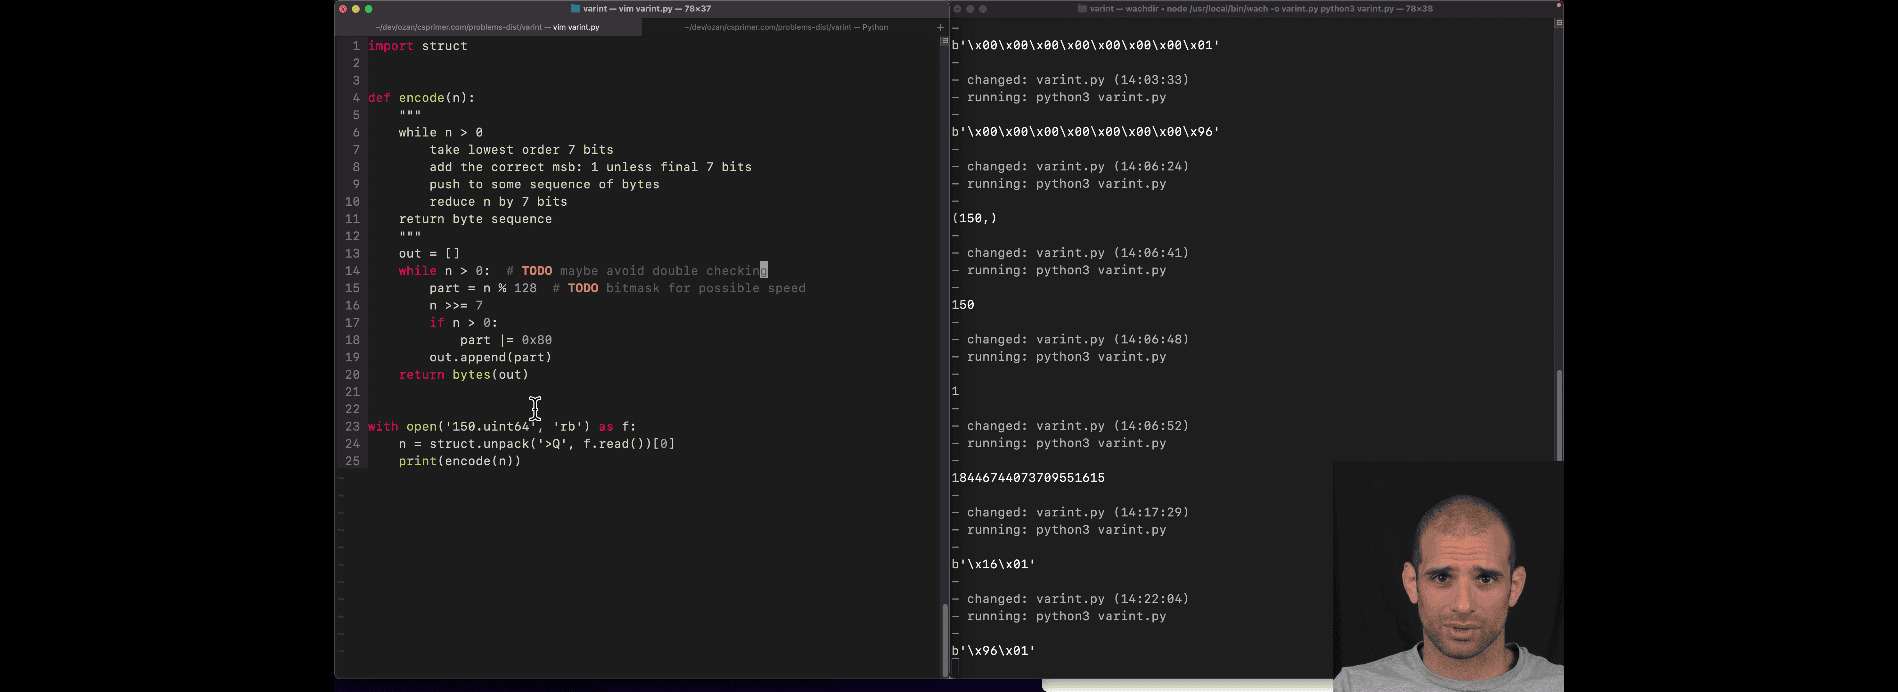 varint — vim varint.py — 78×37
~/dev/ozan/csprimer.com/problems-dist/varint — vim varint.py
~/dev/ozan/csprimer.com/problems-dist/varint — Python
+
1 import struct
2
3
4 def encode(n):
5 """
6 while n > 0
7 take lowest order 7 bits
8 add the correct msb: 1 unless final 7 bits
9 push to some sequence of bytes
10 reduce n by 7 bits
11 return byte sequence
12 """
13 out = []
14 while n > 0:  # TODO maybe avoid double checking
15 part = n % 128  # TODO bitmask for possible speed
16 n >>= 7
17 if n > 0:
18 part |= 0x80
19 out.append(part)
20 return bytes(out)
21
22
23 with open('150.uint64', 'rb') as f:
24 n = struct.unpack('>Q', f.read())[0]
25 print(encode(n))
~
~
~
~
~
~
~
~
~
~
~
varint — wachdir • node /usr/local/bin/wach -o varint.py python3 varint.py — 78×38
–
b'\x00\x00\x00\x00\x00\x00\x00\x01'
–
– changed: varint.py (14:03:33)
– running: python3 varint.py
–
b'\x00\x00\x00\x00\x00\x00\x00\x96'
–
– changed: varint.py (14:06:24)
– running: python3 varint.py
–
(150,)
–
– changed: varint.py (14:06:41)
– running: python3 varint.py
–
150
–
– changed: varint.py (14:06:48)
– running: python3 varint.py
–
1
–
– changed: varint.py (14:06:52)
– running: python3 varint.py
–
18446744073709551615
–
– changed: varint.py (14:17:29)
– running: python3 varint.py
–
b'\x16\x01'
–
– changed: varint.py (14:22:04)
– running: python3 varint.py
–
b'\x96\x01'